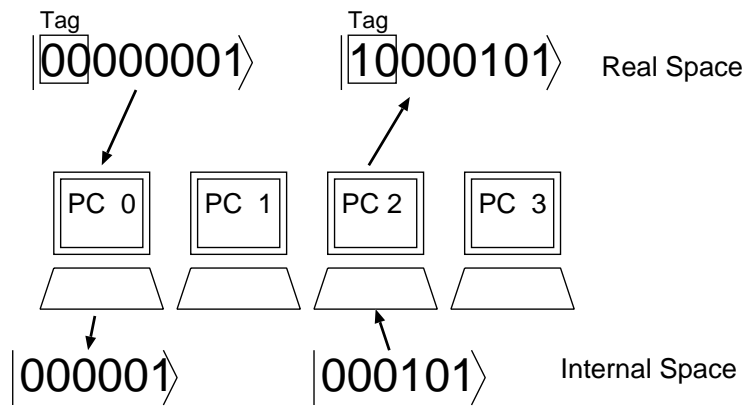 Tag Tag
|00000001⟩ |10000101⟩ Real Space
PC 0 PC 1 PC 2 PC 3
|000001⟩ |000101⟩ Internal Space